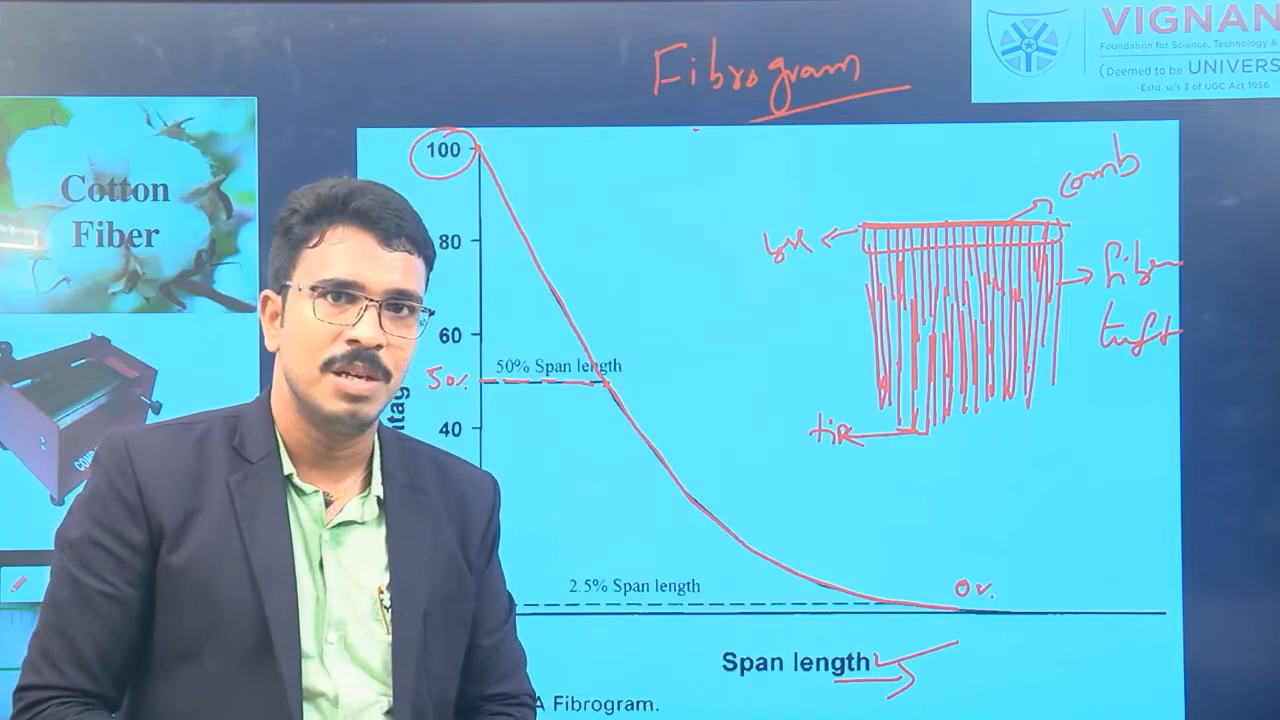 Fibrogram
VIGNAN
Foundation for Science, Technology &
(Deemed to be UNIVERS
-Estd. u/s 3 of UGC Act 1956
Cotton
Fiber
100
80
60
50% Span length
50%
40
comb
fiber
tuft
2.5% Span length
0%
Span length
A Fibrogram.